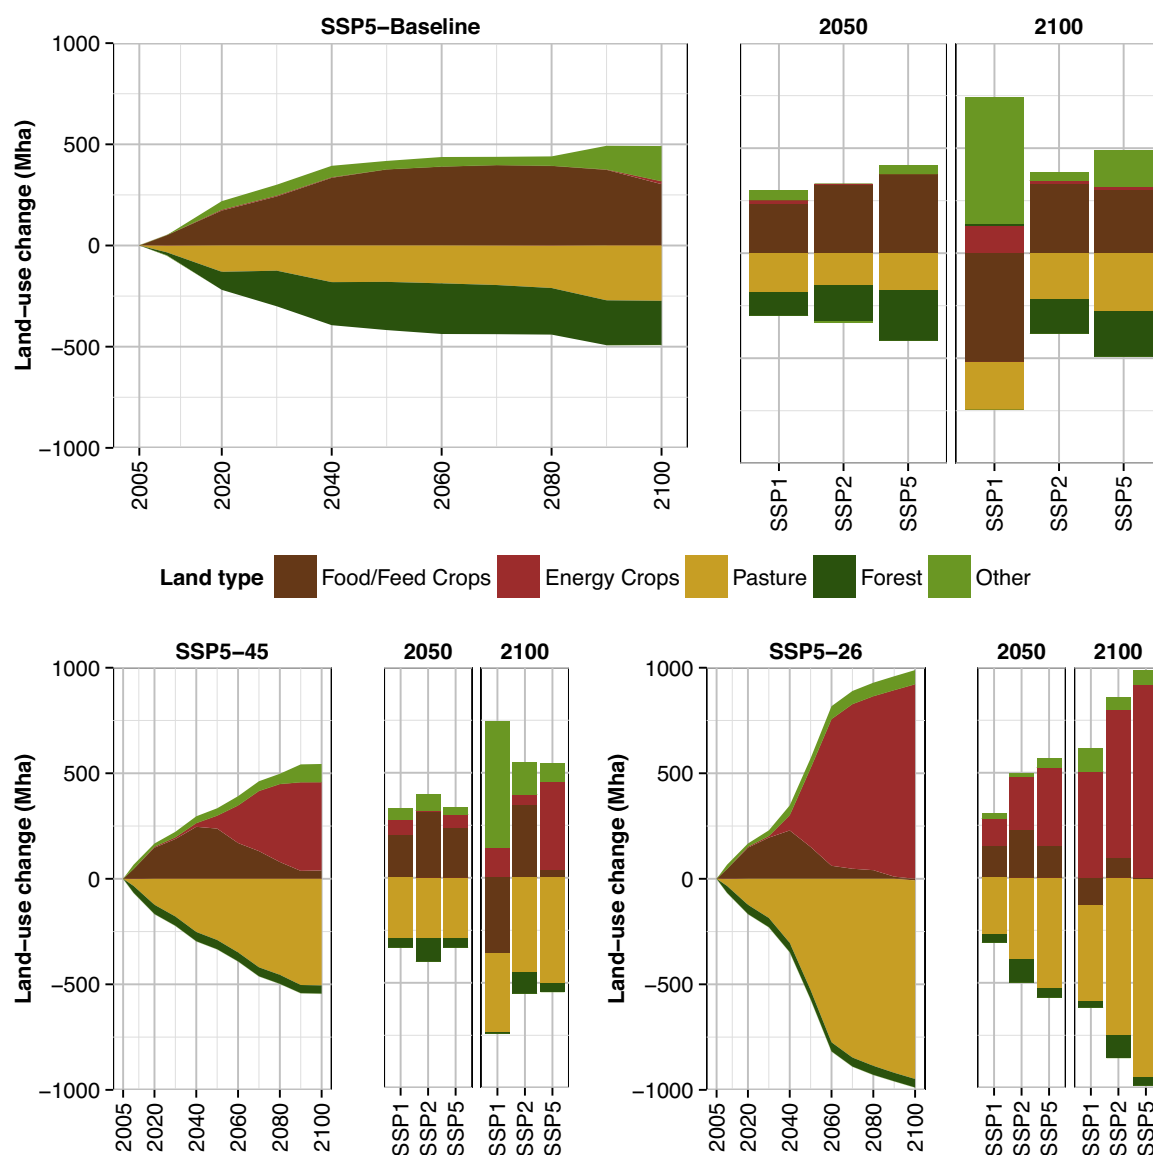 SSP5−Baseline
2050
2100
Land−use change (Mha)
1000
500
0
−500
−1000
2005
2020
2040
2060
2080
2100
SSP1
SSP2
SSP5
SSP1
SSP2
SSP5
Land type
Food/Feed Crops
Energy Crops
Pasture
Forest
Other
SSP5−45
2050
2100
Land−use change (Mha)
1000
500
0
−500
−1000
2005
2020
2040
2060
2080
2100
SSP1
SSP2
SSP5
SSP1
SSP2
SSP5
SSP5−26
2050
2100
Land−use change (Mha)
1000
500
0
−500
−1000
2005
2020
2040
2060
2080
2100
SSP1
SSP2
SSP5
SSP1
SSP2
SSP5